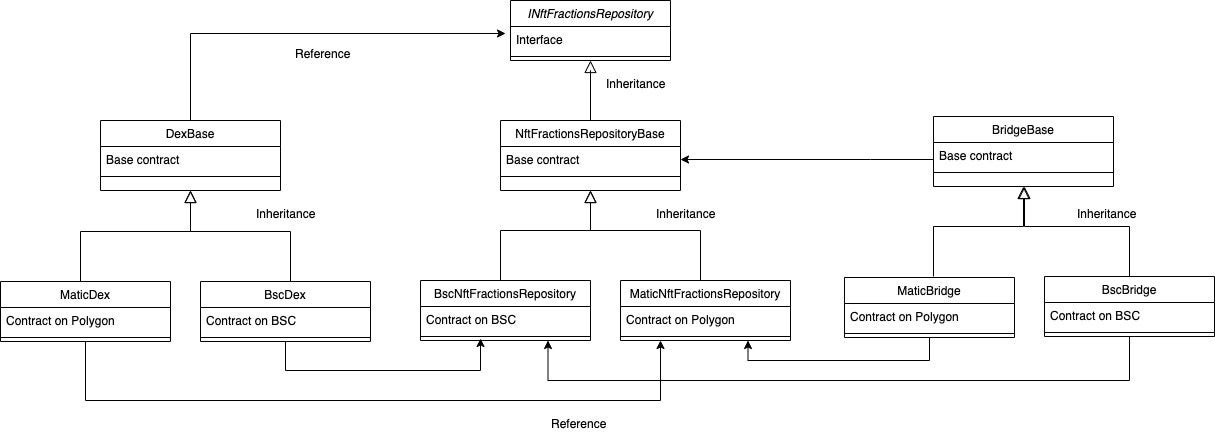 INftFractionsRepository
Interface
Reference
Inheritance
DexBase
Base contract
NftFractionsRepositoryBase
Base contract
BridgeBase
Base contract
Inheritance
Inheritance
Inheritance
MaticDex
Contract on Polygon
BscDex
Contract on BSC
BscNftFractionsRepository
Contract on BSC
MaticNftFractionsRepository
Contract on Polygon
MaticBridge
Contract on Polygon
BscBridge
Contract on BSC
Reference